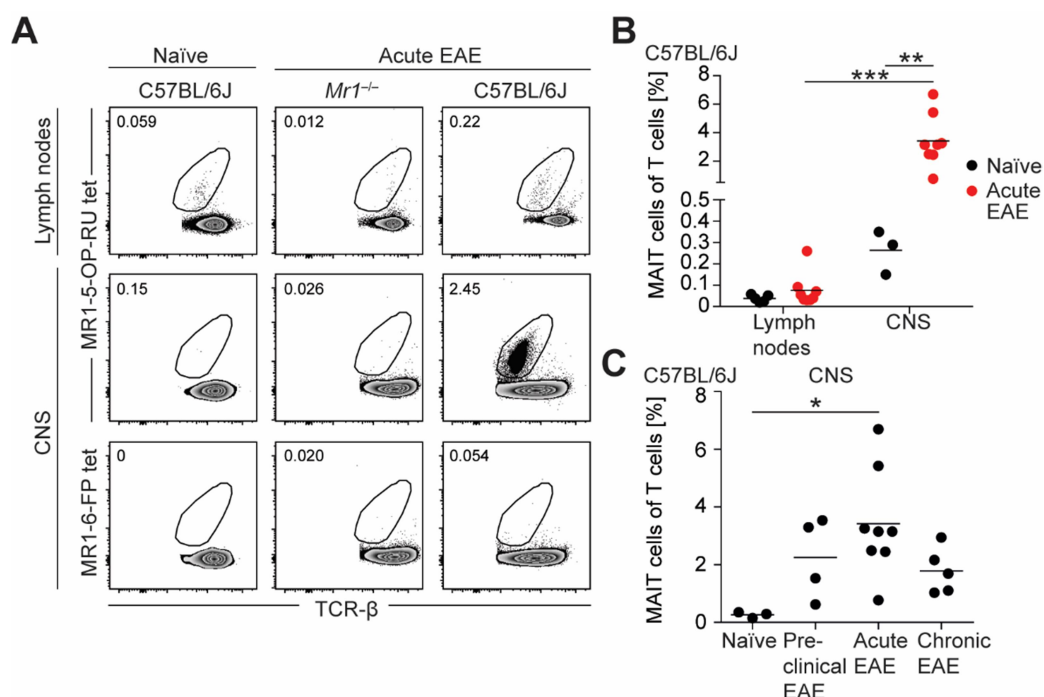 A
Naïve
Acute EAE
C57BL/6J
Mr1–/–
C57BL/6J
Lymph nodes
CNS
MR1-5-OP-RU tet
MR1-6-FP tet
0.059
0.012
0.22
0.15
0.026
2.45
0
0.020
0.054
TCR-β
B
C57BL/6J
MAIT cells of T cells [%]
8
6
4
2
0.5
0.4
0.3
0.2
0.1
0
***
**
Lymph
nodes
CNS
Naïve
Acute
EAE
C
C57BL/6J
CNS
MAIT cells of T cells [%]
8
6
4
2
0
*
Naïve
Pre-
clinical
EAE
Acute
EAE
Chronic
EAE